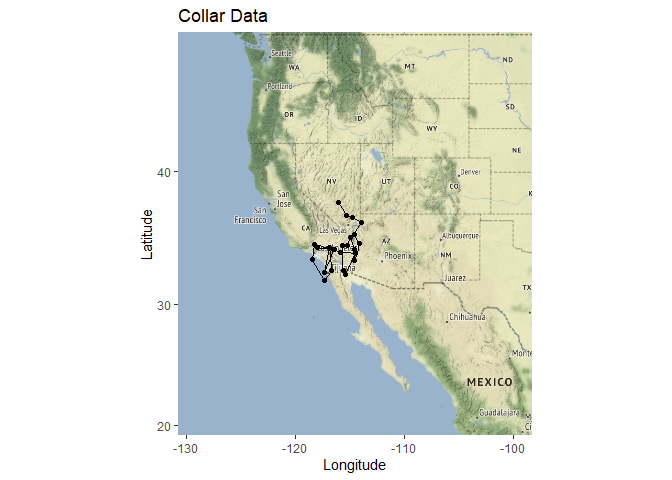 Collar Data
Seattle
WA
MT
ND
Portland
OR
ID
SD
WY
NE
40
NV
UT
Denver
CO
San
Jose
San
Francisco
CA
Las Vegas
Albuquerque
AZ
NM
Phoenix
Juarez
TX
30
Chihuahua
Monte
MEXICO
Guadalajara
M
Ci
20
-130
-120
-110
-100
Longitude
Latitude